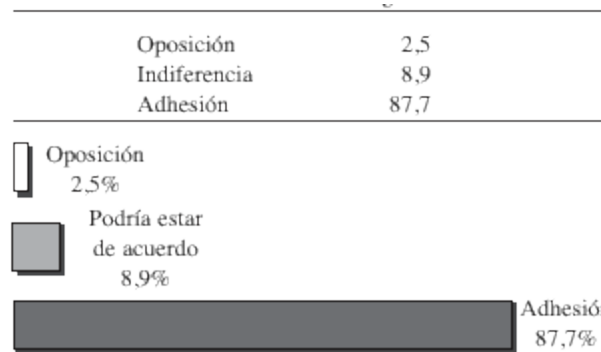 Oposición 2,5
Indiferencia 8,9
Adhesión 87,7
Oposición
2,5%
Podría estar
de acuerdo
8,9%
Adhesió
87,7%